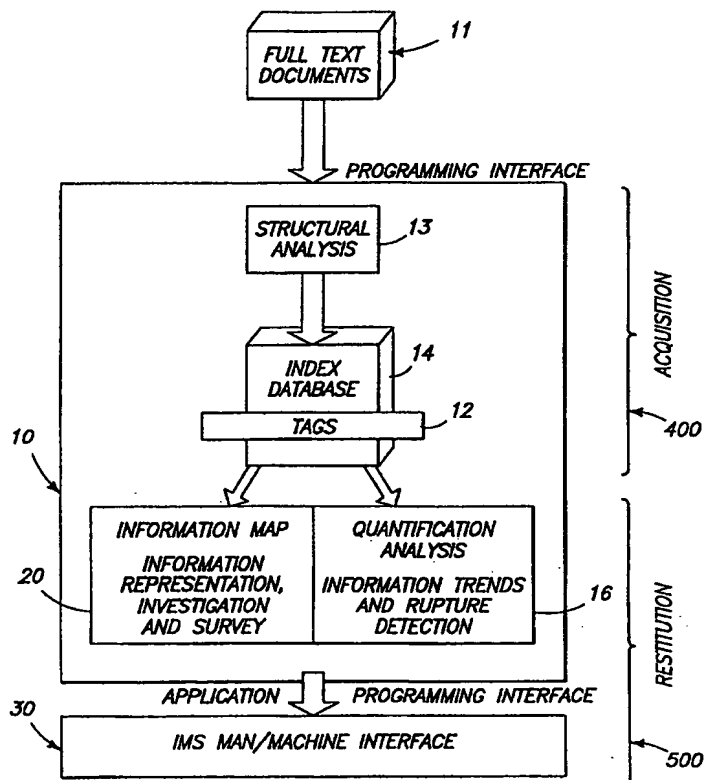 FULL TEXT
DOCUMENTS
11
PROGRAMMING INTERFACE
STRUCTURAL
ANALYSIS
13
ACQUISITION
400
INDEX
DATABASE
14
TAGS
12
10
INFORMATION MAP
INFORMATION
REPRESENTATION,
INVESTIGATION
AND SURVEY
20
QUANTIFICATION
ANALYSIS
INFORMATION TRENDS
AND RUPTURE
DETECTION
16
RESTITUTION
500
APPLICATION PROGRAMMING INTERFACE
30
IMS MAN/MACHINE INTERFACE